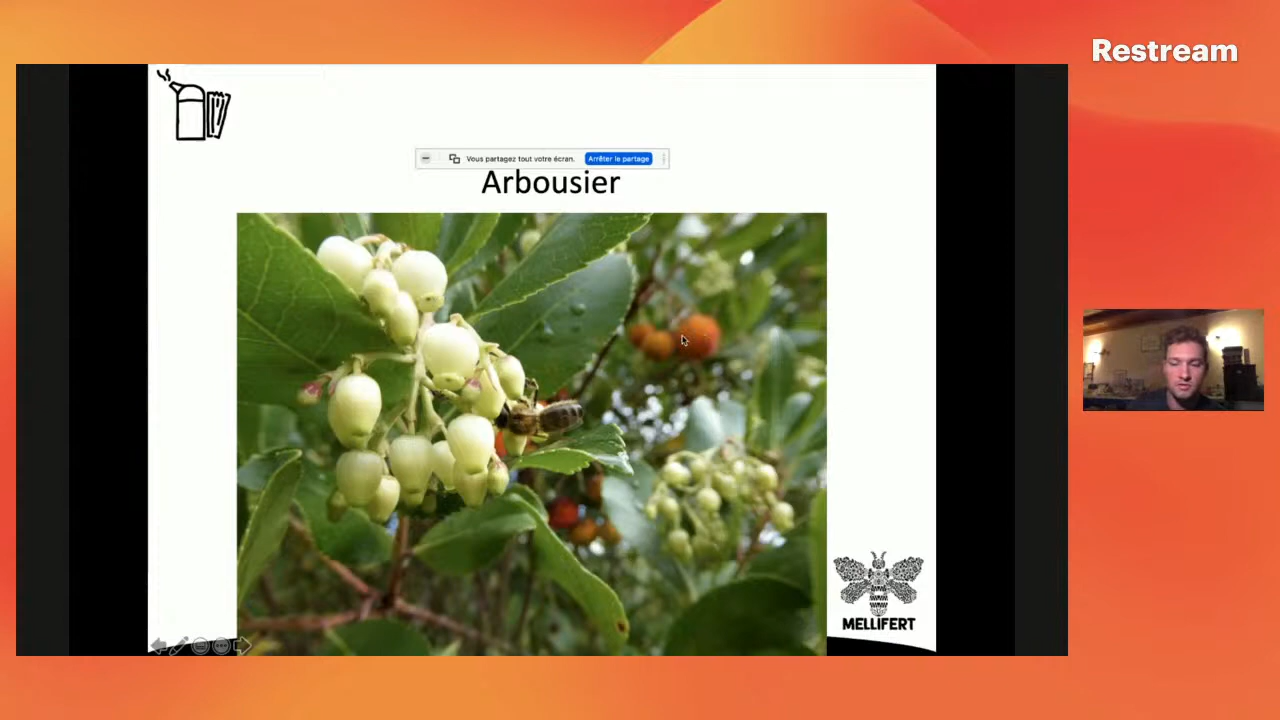 Restream
Vous partagez tout votre écran. Arrêter le partage
Arbousier
MELLIFERT